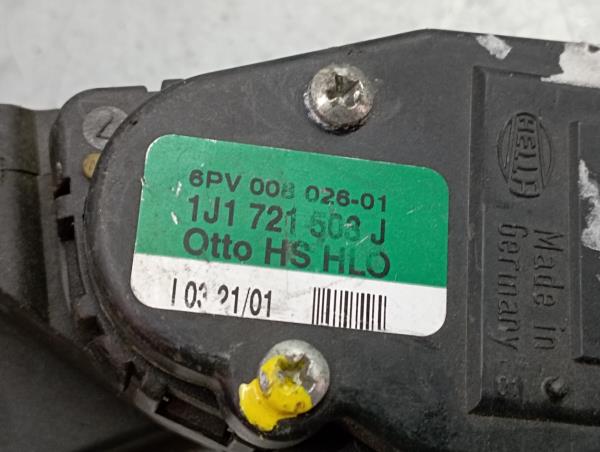 6PV 008 026-01
1J1 721 503 J
Otto HS HLO
I 03 21/01
HELLA
Made in
Germany